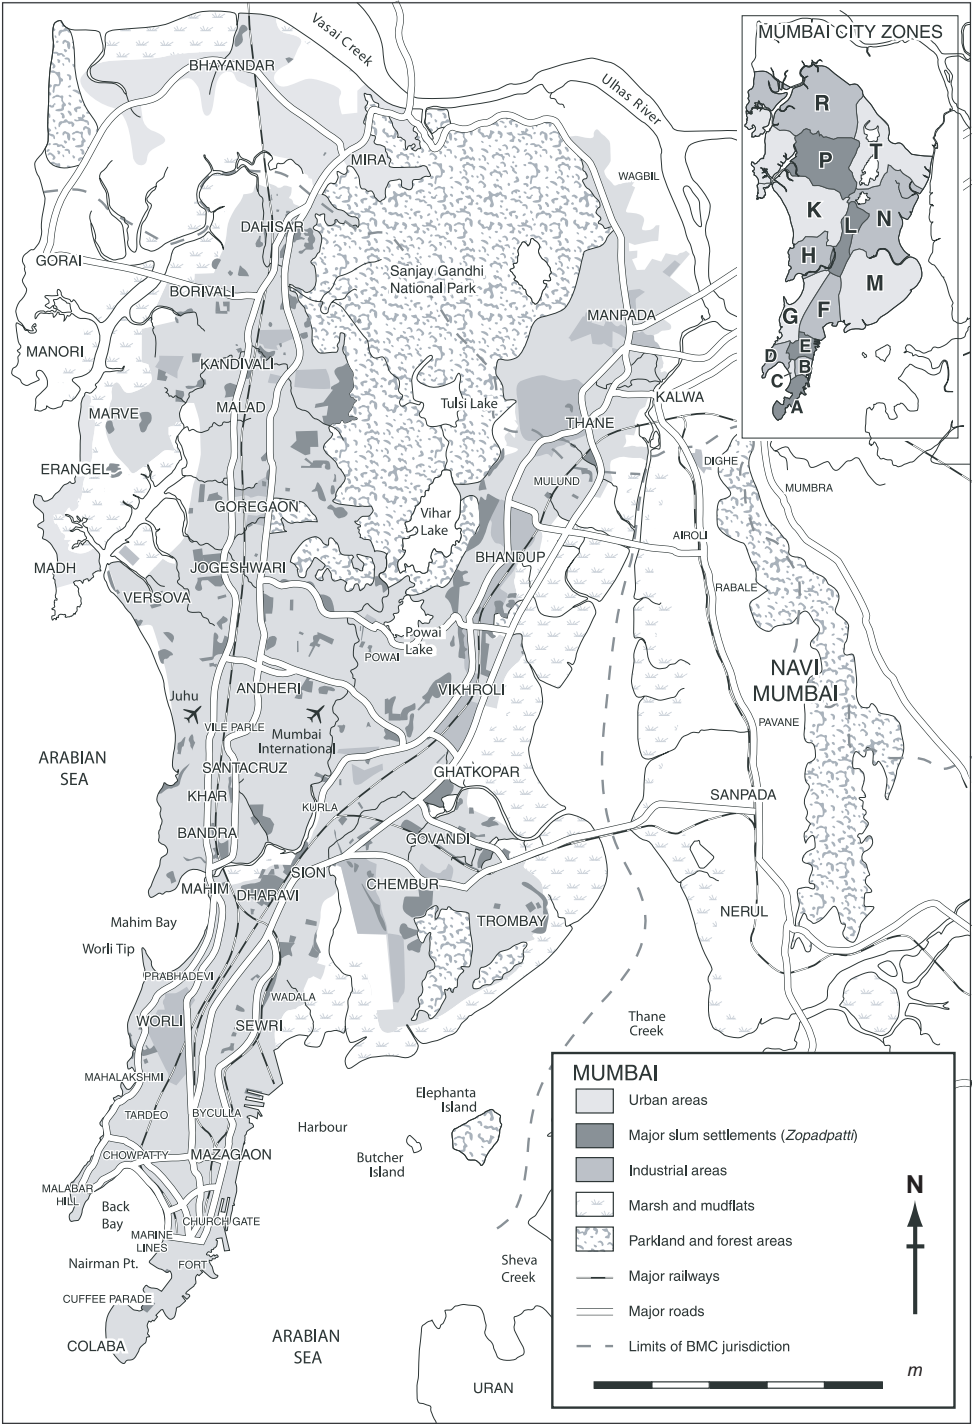 Vasai Creek
MUMBAI CITY ZONES
BHAYANDAR
Ulhas River
R
MIRA
P
T
WAGBIL
K
L
N
DAHISAR
H
GORAI
Sanjay Gandhi
National Park
M
BORIVALI
G
F
MANPADA
MANORI
E
D
B
KANDIVALI
C
A
Tulsi Lake
KALWA
MARVE
MALAD
THANE
DIGHE
ERANGEL
MULUND
MUMBRA
GOREGAON
Vihar
Lake
AIROLI
MADH
JOGESHWARI
BHANDUP
RABALE
VERSOVA
Powai
Lake
POWAI
NAVI
MUMBAI
ANDHERI
VIKHROLI
Juhu
PAVANE
VILE PARLE
Mumbai
International
ARABIAN
SEA
SANTACRUZ
GHATKOPAR
KHAR
KURLA
SANPADA
BANDRA
GOVANDI
SION
MAHIM
DHARAVI
CHEMBUR
NERUL
Mahim Bay
TROMBAY
Worli Tip
PRABHADEVI
WADALA
WORLI
SEWRI
Thane
Creek
MAHALAKSHMI
MUMBAI
Elephanta
Island
Urban areas
TARDEO
BYCULLA
Harbour
Major slum settlements (Zopadpatti)
CHOWPATTY
MAZAGAON
Butcher
Island
Industrial areas
MALABAR
HILL
N
Back
Bay
Marsh and mudflats
CHURCH GATE
MARINE
LINES
Parkland and forest areas
Nairman Pt.
FORT
Sheva
Creek
Major railways
CUFFEE PARADE
Major roads
COLABA
ARABIAN
SEA
Limits of BMC jurisdiction
m
URAN